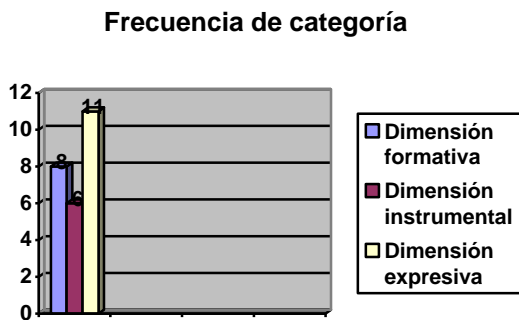 Frecuencia de categoría
12
10
8
6
4
2
0
8
6
11
Dimensión
formativa
Dimensión
instrumental
Dimensión
expresiva